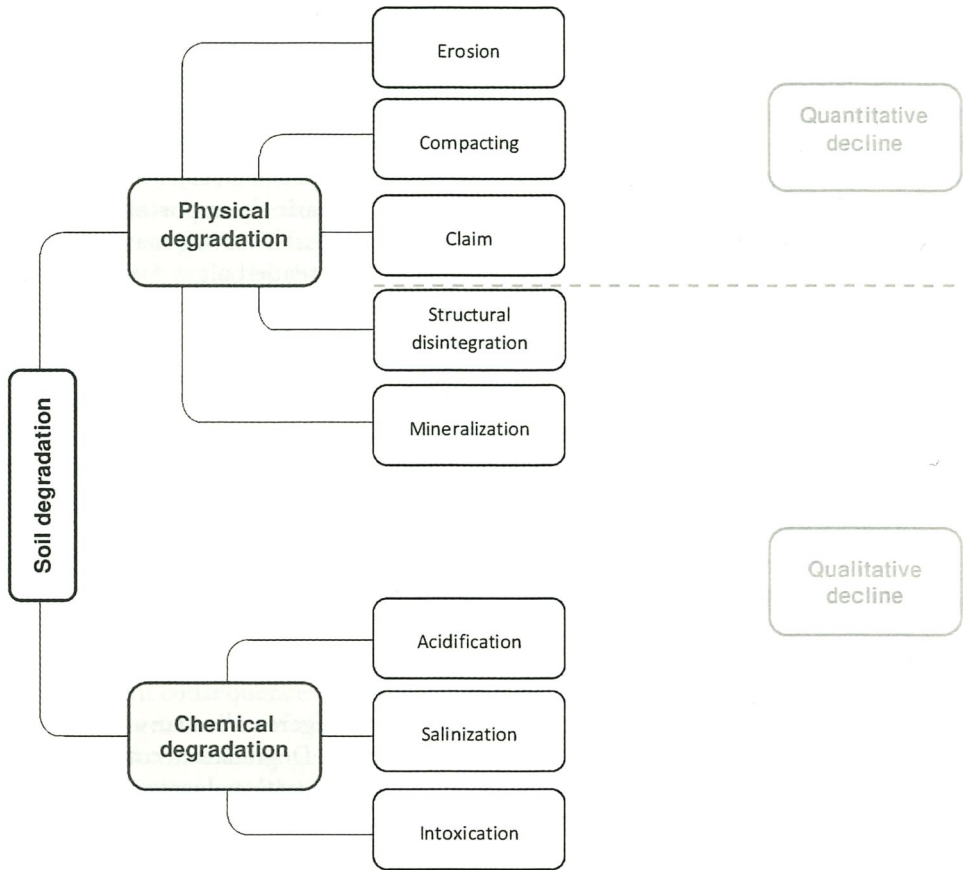 Erosion
Quantitative
decline
Compacting
Physical
degradation
Claim
Structural
disintegration
Mineralization
Soil degradation
Qualitative
decline
Acidification
Chemical
degradation
Salinization
Intoxication